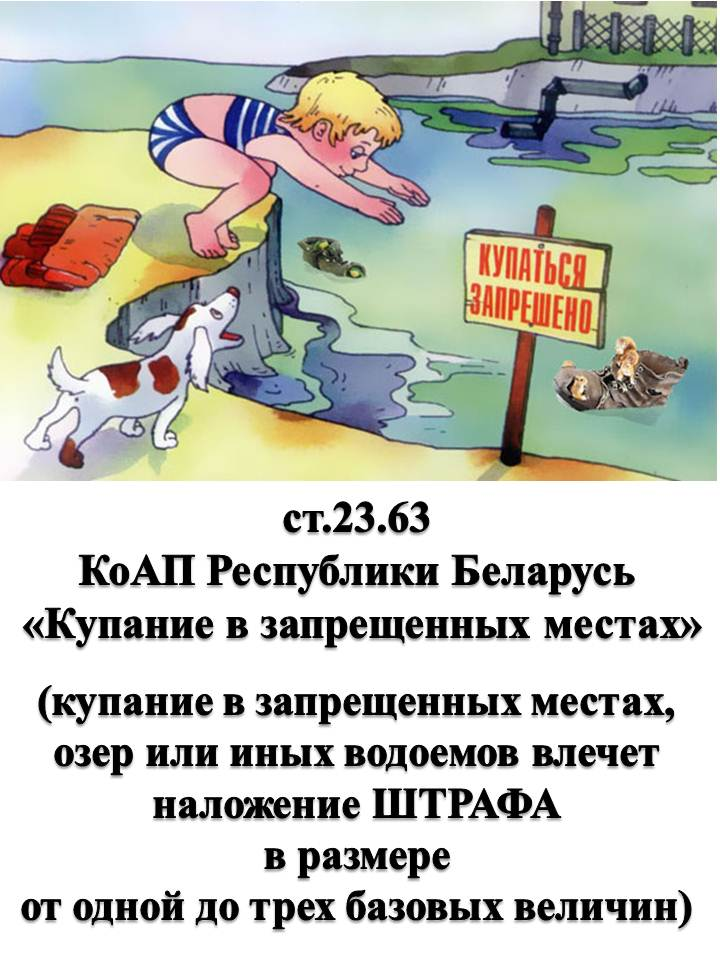 КУПАТЬСЯ
ЗАПРЕШЕНО
ст.23.63
КоАП Республики Беларусь
«Купание в запрещенных местах»
(купание в запрещенных местах,
озер или иных водоемов влечет
наложение ШТРАФА
в размере
от одной до трех базовых величин)